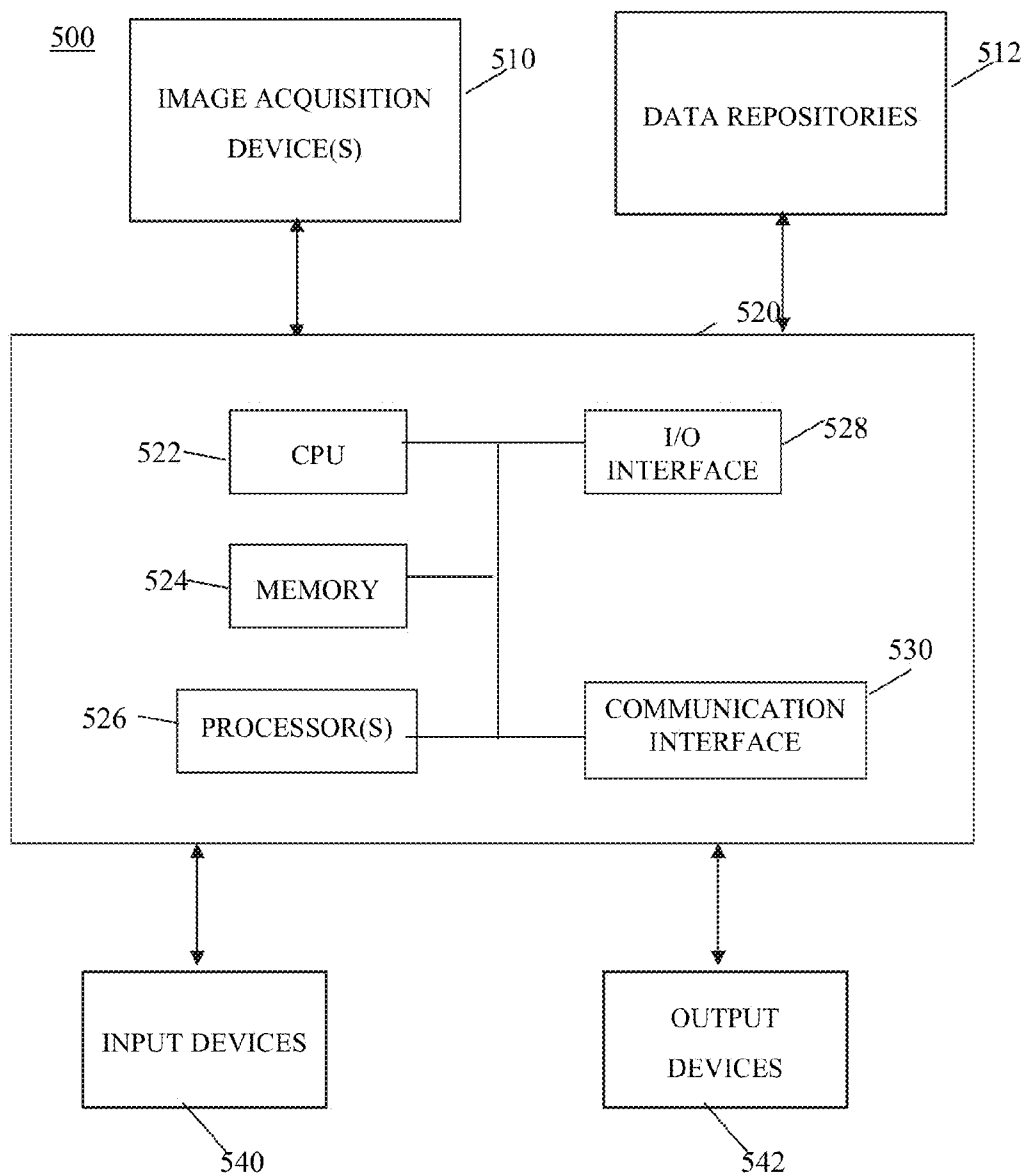 500
IMAGE ACQUISITION
DEVICE(S)
510
DATA REPOSITORIES
512
520
522
CPU
I/O
INTERFACE
528
524
MEMORY
526
PROCESSOR(S)
COMMUNICATION
INTERFACE
530
INPUT DEVICES
540
OUTPUT
DEVICES
542